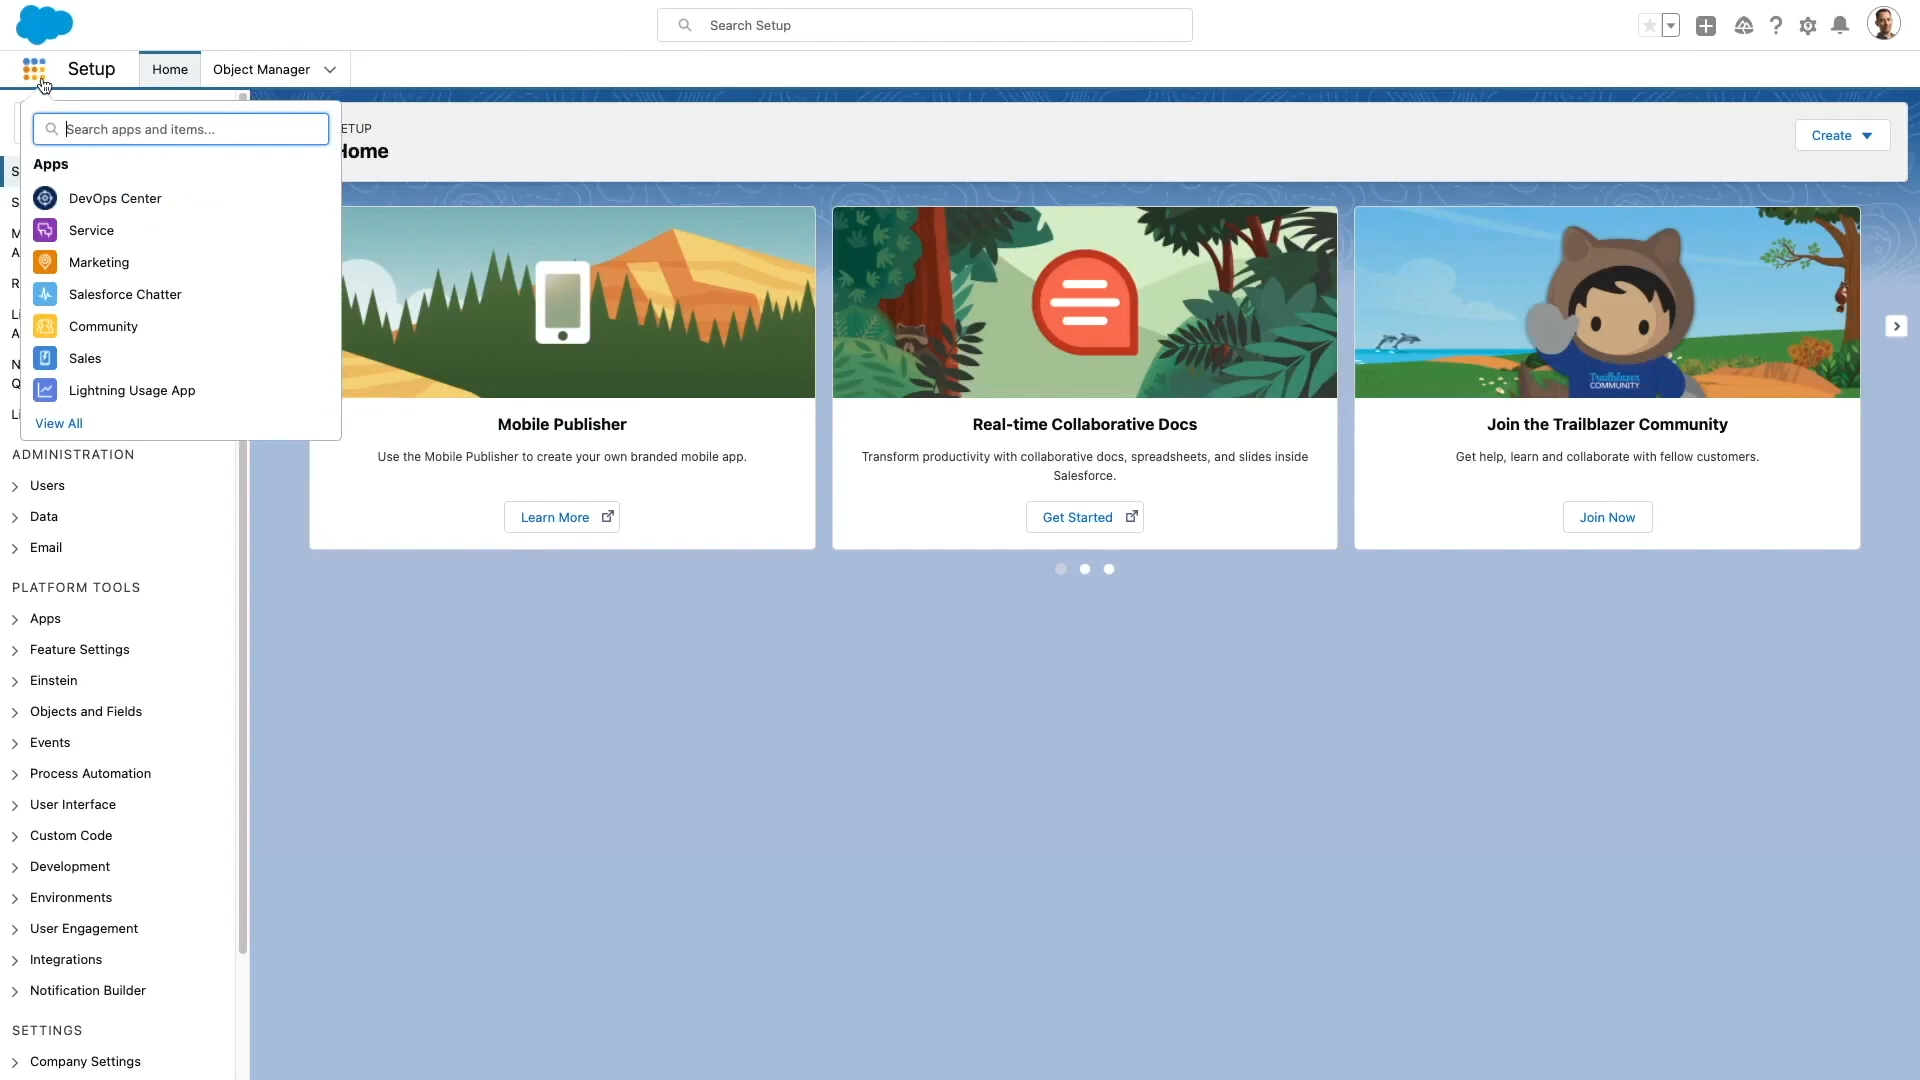 Search Setup
Setup
Home
Object Manager
Search apps and items...
Apps
DevOps Center
Service
Marketing
Salesforce Chatter
Community
Sales
Lightning Usage App
View All
ETUP
Home
Create
ADMINISTRATION
Users
Data
Email
PLATFORM TOOLS
Apps
Feature Settings
Einstein
Objects and Fields
Events
Process Automation
User Interface
Custom Code
Development
Environments
User Engagement
Integrations
Notification Builder
SETTINGS
Company Settings
Mobile Publisher
Use the Mobile Publisher to create your own branded mobile app.
Learn More
Real-time Collaborative Docs
Transform productivity with collaborative docs, spreadsheets, and slides inside
Salesforce.
Get Started
Trailblazer
COMMUNITY
Join the Trailblazer Community
Get help, learn and collaborate with fellow customers.
Join Now